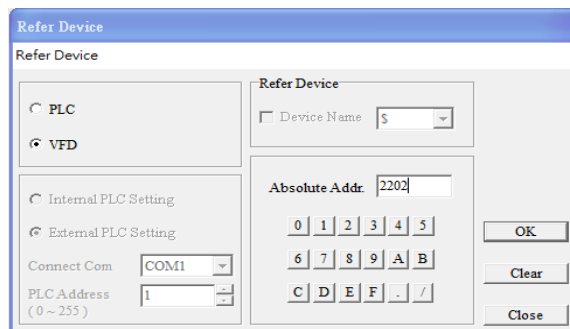 Refer Device
Refer Device
PLC
VFD
Internal PLC Setting
External PLC Setting
Connect Com COM1
PLC Address 1
( 0 ~ 255 )
Refer Device
Device Name $
Absolute Addr. 2202
0 1 2 3 4 5
6 7 8 9 A B
C D E F . /
OK
Clear
Close